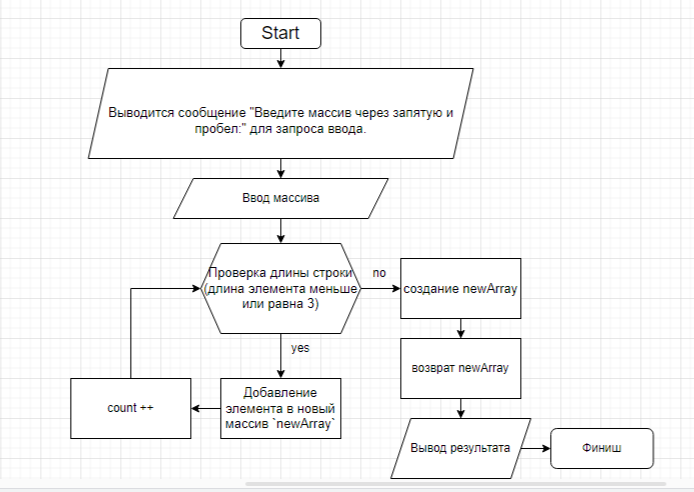 Start
Выводится сообщение "Введите массив через запятую и
пробел:" для запроса ввода.
Ввод массива
Проверка длины строки
(длина элемента меньше
или равна 3)
no
создание newArray
yes
возврат newArray
Добавление
элемента в новый
массив `newArray`
count ++
Вывод результата
Финиш